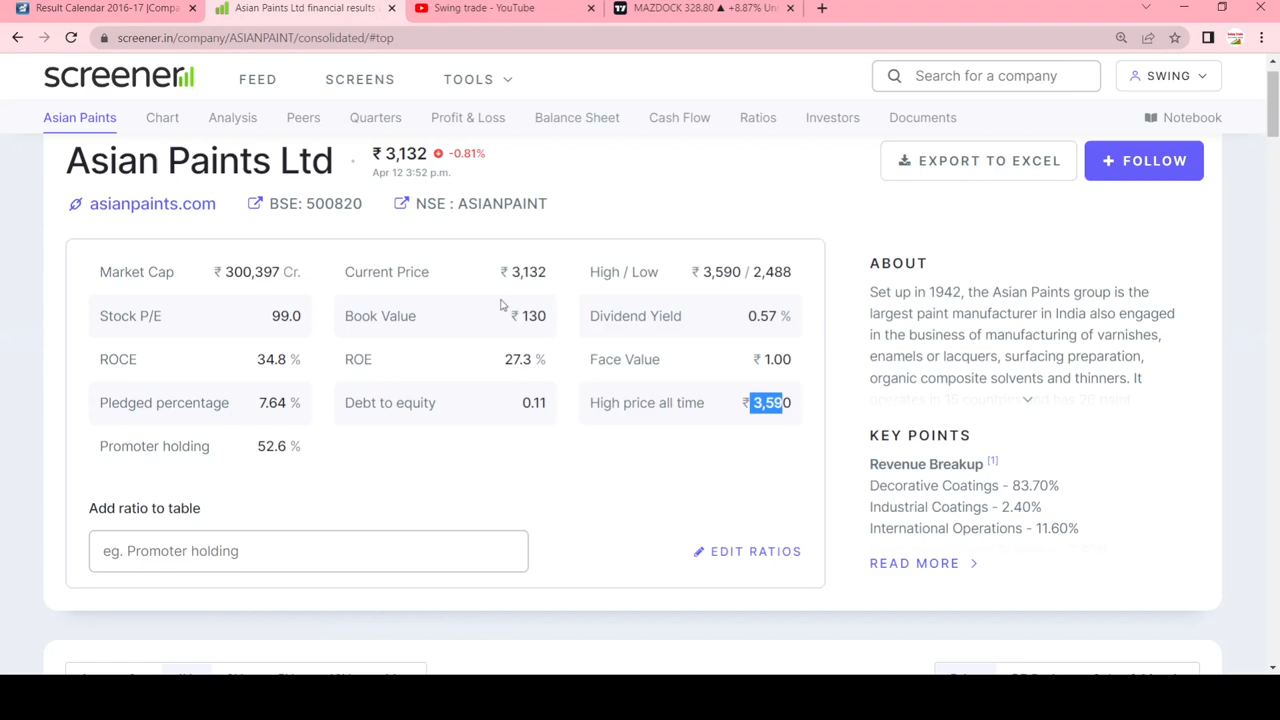 Result Calendar 2016-17 |Compa
Asian Paints Ltd financial results
Swing trade - YouTube
MAZDOCK 328.80 ▲ +8.87% Un
screener.in/company/ASIANPAINT/consolidated/#top
screener
FEED
SCREENS
TOOLS
Search for a company
SWING
Asian Paints
Chart
Analysis
Peers
Quarters
Profit & Loss
Balance Sheet
Cash Flow
Ratios
Investors
Documents
Notebook
Asian Paints Ltd
₹ 3,132 -0.81%
Apr 12 3:52 p.m.
EXPORT TO EXCEL
+ FOLLOW
asianpaints.com
BSE: 500820
NSE : ASIANPAINT
Market Cap ₹ 300,397 Cr.
Current Price ₹ 3,132
High / Low ₹ 3,590 / 2,488
Stock P/E 99.0
Book Value ₹ 130
Dividend Yield 0.57 %
ROCE 34.8 %
ROE 27.3 %
Face Value ₹ 1.00
Pledged percentage 7.64 %
Debt to equity 0.11
High price all time ₹ 3,590
Promoter holding 52.6 %
Add ratio to table
eg. Promoter holding
EDIT RATIOS
ABOUT
Set up in 1942, the Asian Paints group is the
largest paint manufacturer in India also engaged
in the business of manufacturing of varnishes,
enamels or lacquers, surfacing preparation,
organic composite solvents and thinners. It
operates in 15 countries and has 26 paint
KEY POINTS
Revenue Breakup [1]
Decorative Coatings - 83.70%
Industrial Coatings - 2.40%
International Operations - 11.60%
READ MORE